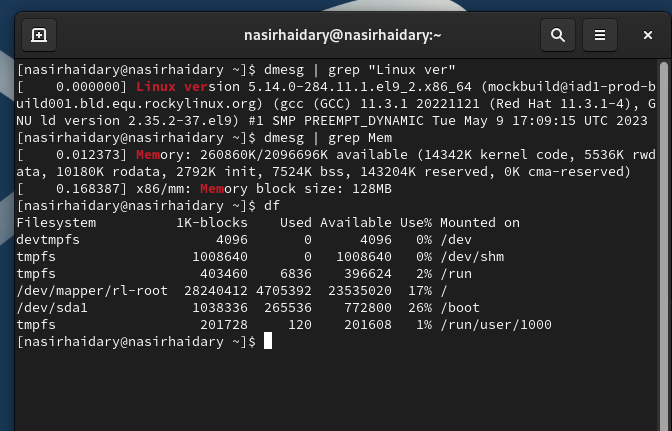 nasirhaidary@nasirhaidary:~
[nasirhaidary@nasirhaidary ~]$ dmesg | grep "Linux ver"
[    0.000000] Linux version 5.14.0-284.11.1.el9_2.x86_64 (mockbuild@iad1-prod-b
uild001.bld.equ.rockylinux.org) (gcc (GCC) 11.3.1 20221121 (Red Hat 11.3.1-4), G
NU ld version 2.35.2-37.el9) #1 SMP PREEMPT_DYNAMIC Tue May 9 17:09:15 UTC 2023
[nasirhaidary@nasirhaidary ~]$ dmesg | grep Mem
[    0.012373] Memory: 260860K/2096696K available (14342K kernel code, 5536K rwd
ata, 10180K rodata, 2792K init, 7524K bss, 143204K reserved, 0K cma-reserved)
[    0.168387] x86/mm: Memory block size: 128MB
[nasirhaidary@nasirhaidary ~]$ df
Filesystem          1K-blocks    Used Available Use% Mounted on
devtmpfs                 4096       0      4096   0% /dev
tmpfs                 1008640       0   1008640   0% /dev/shm
tmpfs                  403460    6836    396624   2% /run
/dev/mapper/rl-root  28240412 4705392  23535020  17% /
/dev/sda1             1038336  265536    772800  26% /boot
tmpfs                  201728     120    201608   1% /run/user/1000
[nasirhaidary@nasirhaidary ~]$